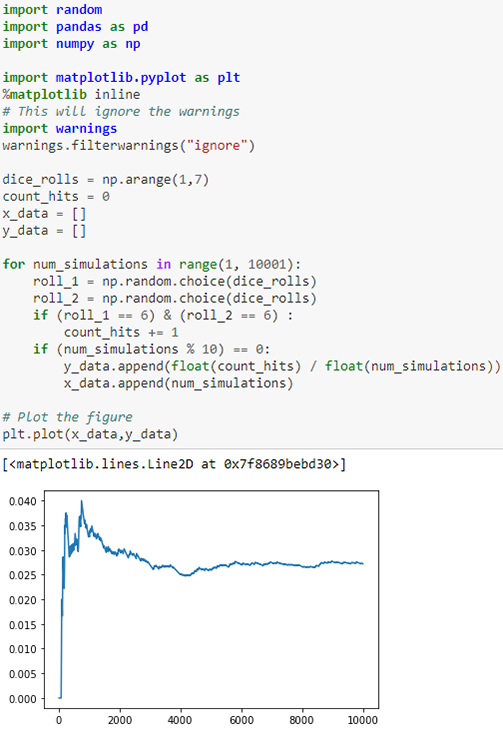 import random
import pandas as pd
import numpy as np
import matplotlib.pyplot as plt
%matplotlib inline
# This will ignore the warnings
import warnings
warnings.filterwarnings("ignore")
dice_rolls = np.arange(1,7)
count_hits = 0
x_data = []
y_data = []
for num_simulations in range(1, 10001):
    roll_1 = np.random.choice(dice_rolls)
    roll_2 = np.random.choice(dice_rolls)
    if (roll_1 == 6) & (roll_2 == 6) :
        count_hits += 1
    if (num_simulations % 10) == 0:
        y_data.append(float(count_hits) / float(num_simulations))
        x_data.append(num_simulations)
# Plot the figure
plt.plot(x_data,y_data)
[<matplotlib.lines.Line2D at 0x7f8689bebd30>]
0.040
0.035
0.030
0.025
0.020
0.015
0.010
0.005
0.000
0 2000 4000 6000 8000 10000